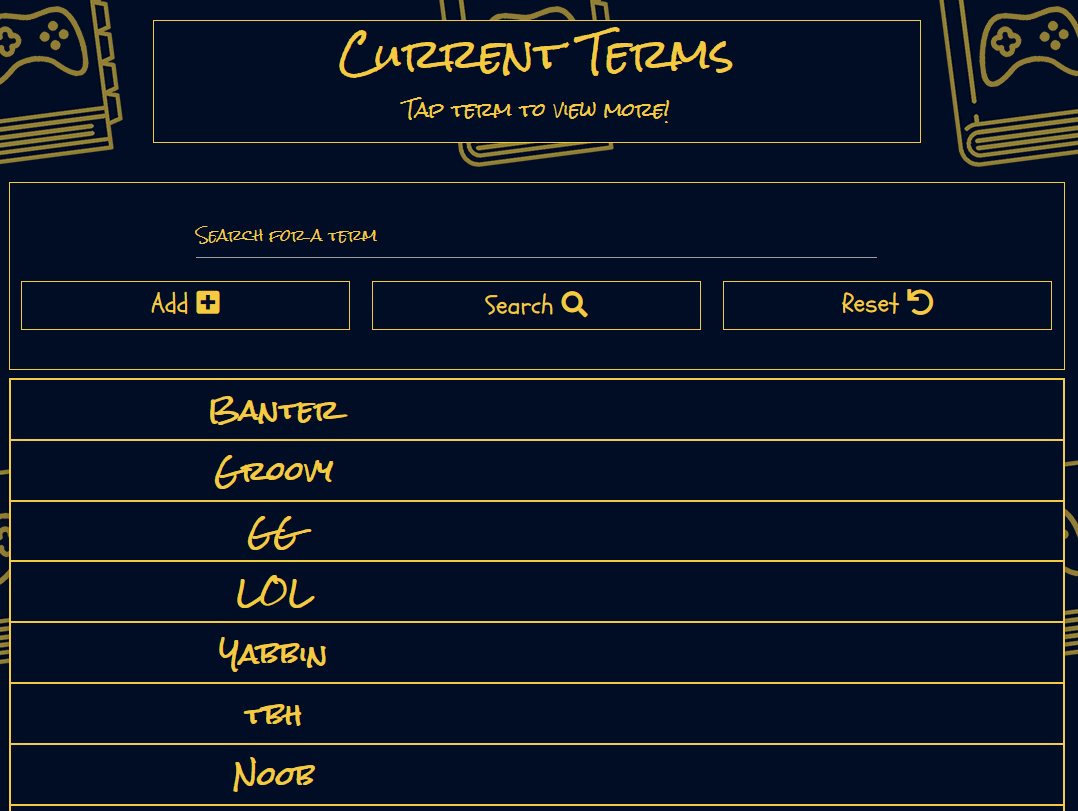 Current Terms
Tap term to view more!
Search for a term
Add
Search
Reset
Banter
Groovy
GG
LOL
Yabbin
tbh
Noob